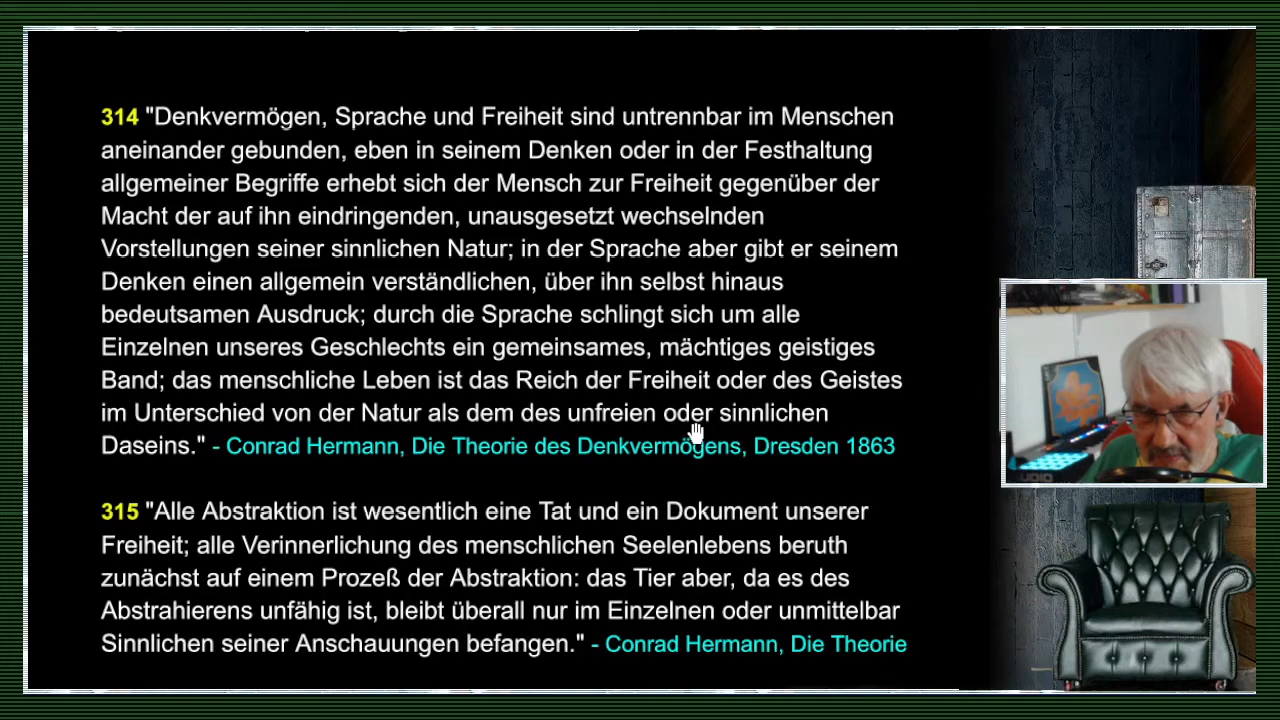 314 "Denkvermögen, Sprache und Freiheit sind untrennbar im Menschen
aneinander gebunden, eben in seinem Denken oder in der Festhaltung
allgemeiner Begriffe erhebt sich der Mensch zur Freiheit gegenüber der
Macht der auf ihn eindringenden, unausgesetzt wechselnden
Vorstellungen seiner sinnlichen Natur; in der Sprache aber gibt er seinem
Denken einen allgemein verständlichen, über ihn selbst hinaus
bedeutsamen Ausdruck; durch die Sprache schlingt sich um alle
Einzelnen unseres Geschlechts ein gemeinsames, mächtiges geistiges
Band; das menschliche Leben ist das Reich der Freiheit oder des Geistes
im Unterschied von der Natur als dem des unfreien oder sinnlichen
Daseins." - Conrad Hermann, Die Theorie des Denkvermögens, Dresden 1863
315 "Alle Abstraktion ist wesentlich eine Tat und ein Dokument unserer
Freiheit; alle Verinnerlichung des menschlichen Seelenlebens beruth
zunächst auf einem Prozeß der Abstraktion: das Tier aber, da es des
Abstrahierens unfähig ist, bleibt überall nur im Einzelnen oder unmittelbar
Sinnlichen seiner Anschauungen befangen." - Conrad Hermann, Die Theorie